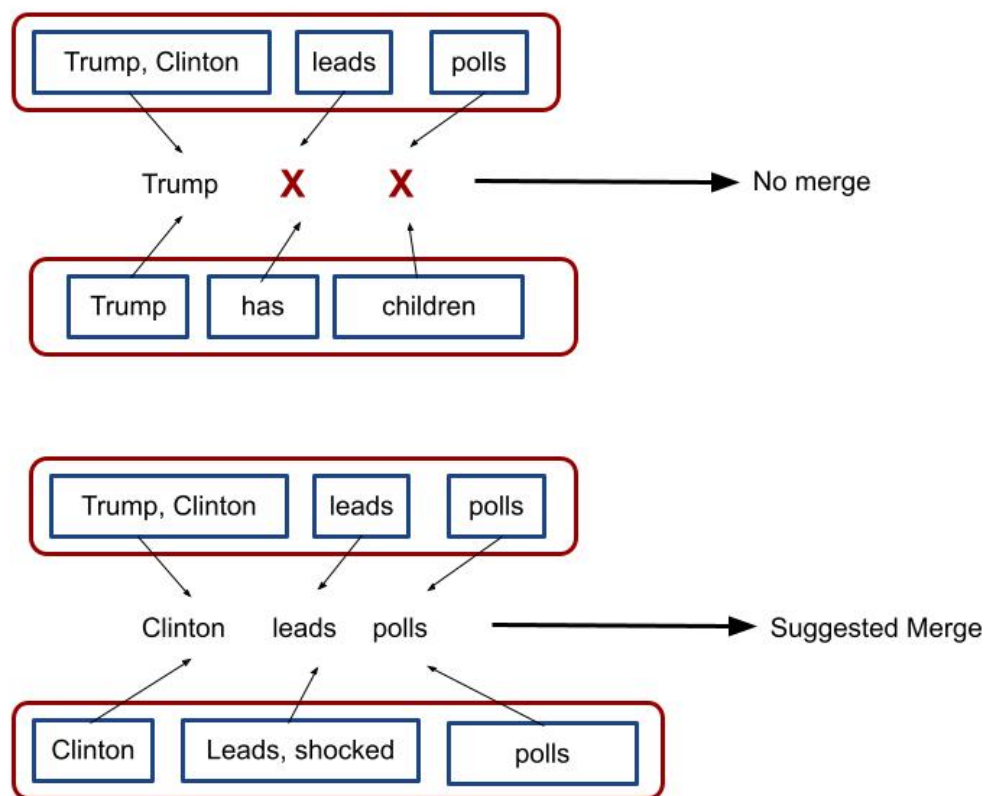 Trump, Clinton leads polls
Trump X X No merge
Trump has children
Trump, Clinton leads polls
Clinton leads polls Suggested Merge
Clinton Leads, shocked polls